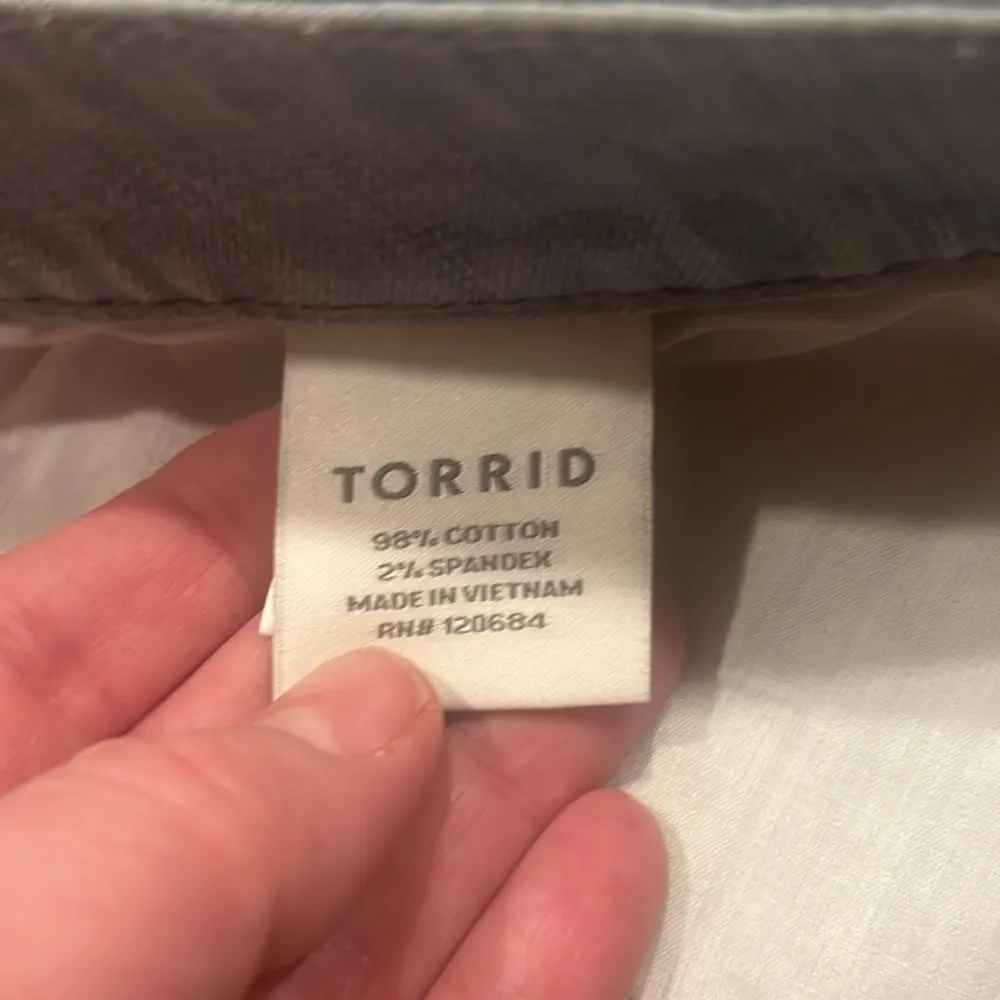 TORRID
98% COTTON
2% SPANDEX
MADE IN VIETNAM
RN# 120684